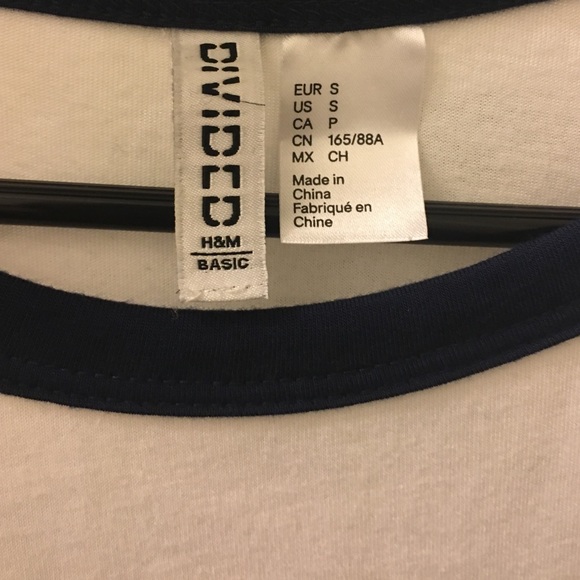 DIVIDED
H&M
BASIC
EUR S
US S
CA P
CN 165/88A
MX CH
Made in
China
Fabriqué en
Chine